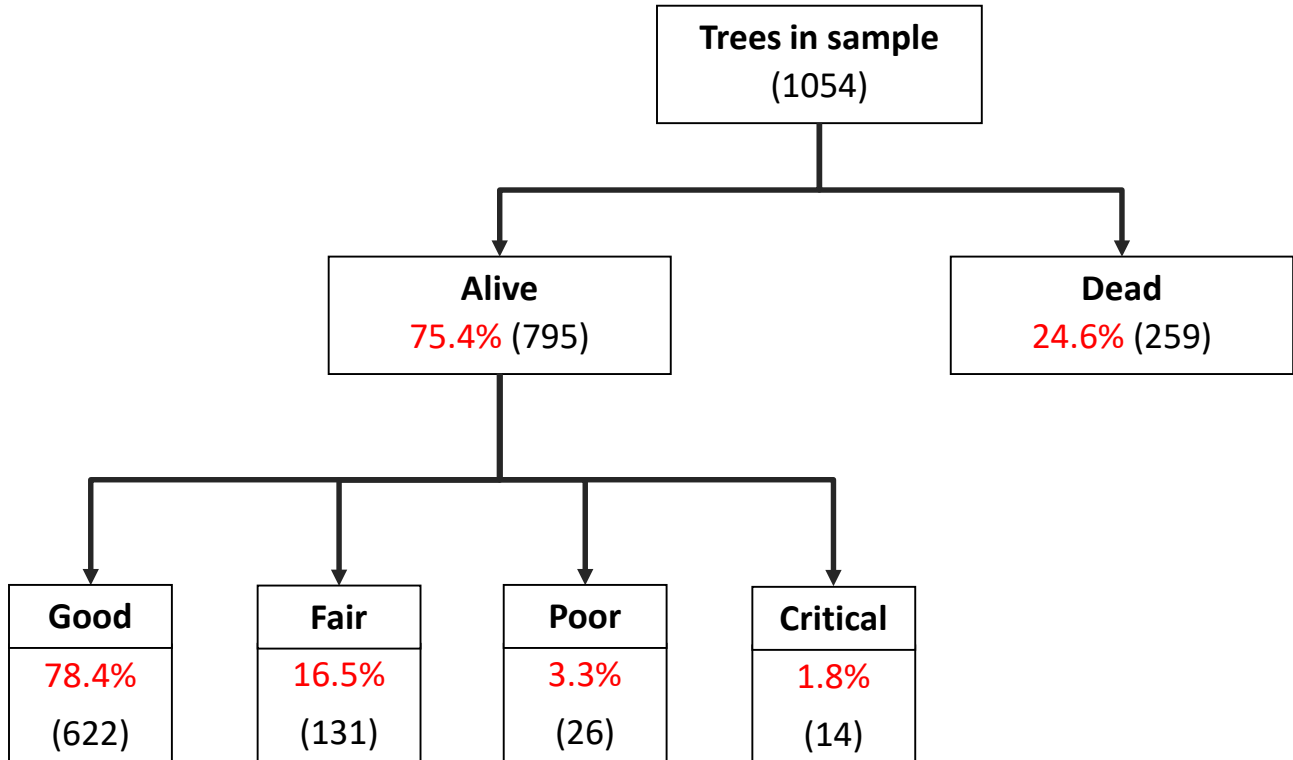 Trees in sample
(1054)
Alive
75.4% (795)
Dead
24.6% (259)
Good
78.4%
(622)
Fair
16.5%
(131)
Poor
3.3%
(26)
Critical
1.8%
(14)